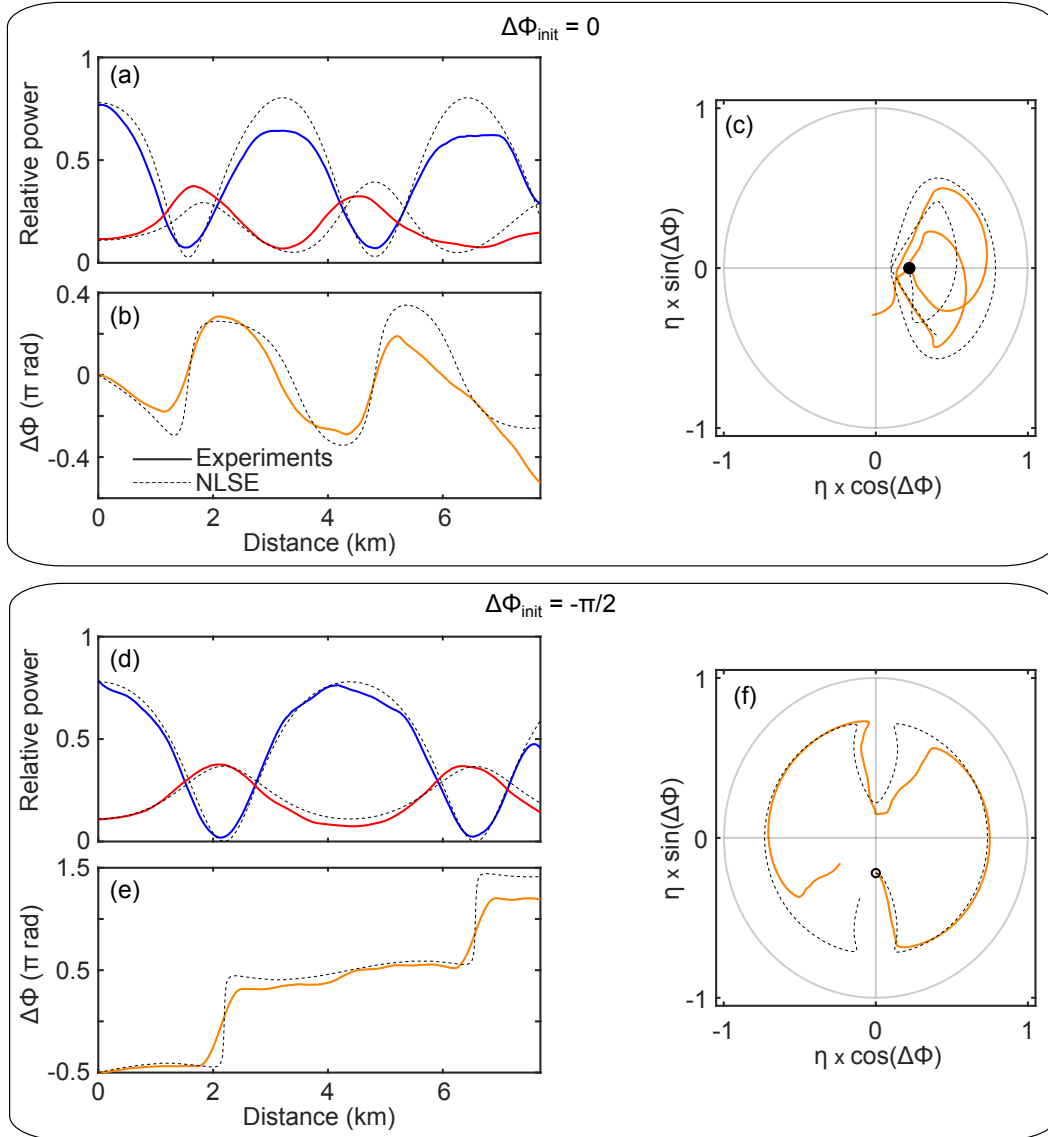 ΔΦinit = 0
(a)
1
0.5
0
Relative power
(b)
0.4
0
-0.4
ΔΦ (π rad)
Experiments
NLSE
0 2 4 6
Distance (km)
(c)
1
0
-1
η x sin(ΔΦ)
-1 0 1
η x cos(ΔΦ)
ΔΦinit = -π/2
(d)
1
0.5
0
Relative power
(e)
1.5
0.5
-0.5
ΔΦ (π rad)
0 2 4 6
Distance (km)
(f)
1
0
-1
η x sin(ΔΦ)
-1 0 1
η x cos(ΔΦ)